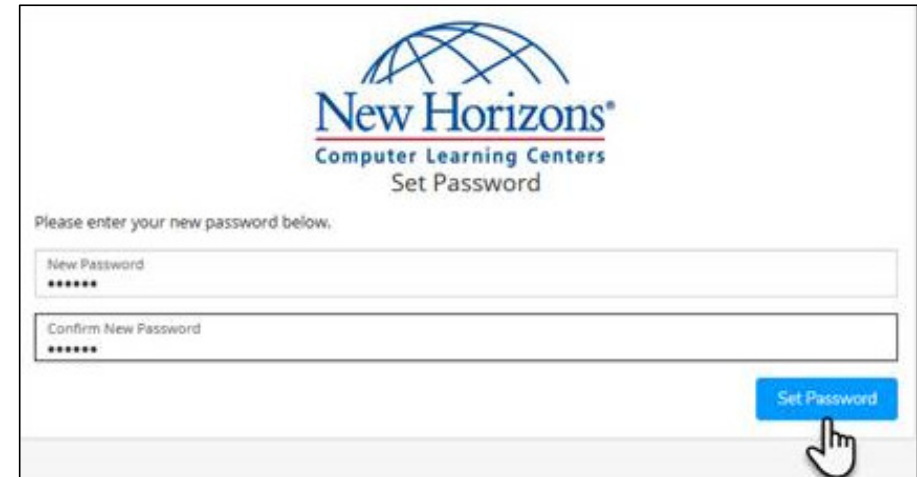 New Horizons®
Computer Learning Centers
Set Password
Please enter your new password below.
New Password
••••••
Confirm New Password
••••••
Set Password